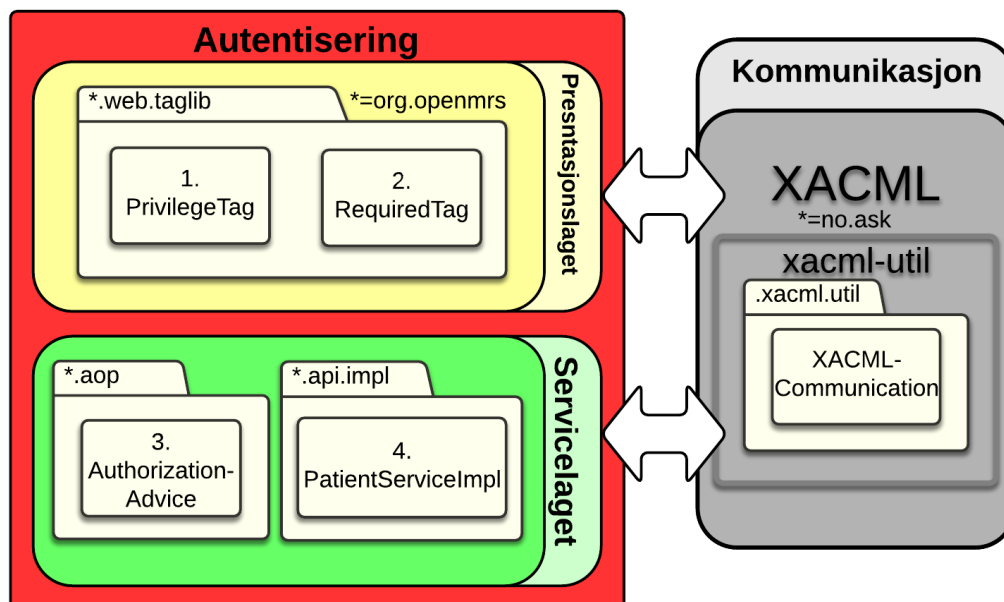 Autentisering
*.web.taglib
*=org.openmrs
1.
PrivilegeTag
2.
RequiredTag
Presntasjonslaget
*.aop
3.
Authorization-
Advice
*.api.impl
4.
PatientServiceImpl
Servicelaget
Kommunikasjon
XACML
*=no.ask
xacml-util
.xacml.util
XACML-
Communication